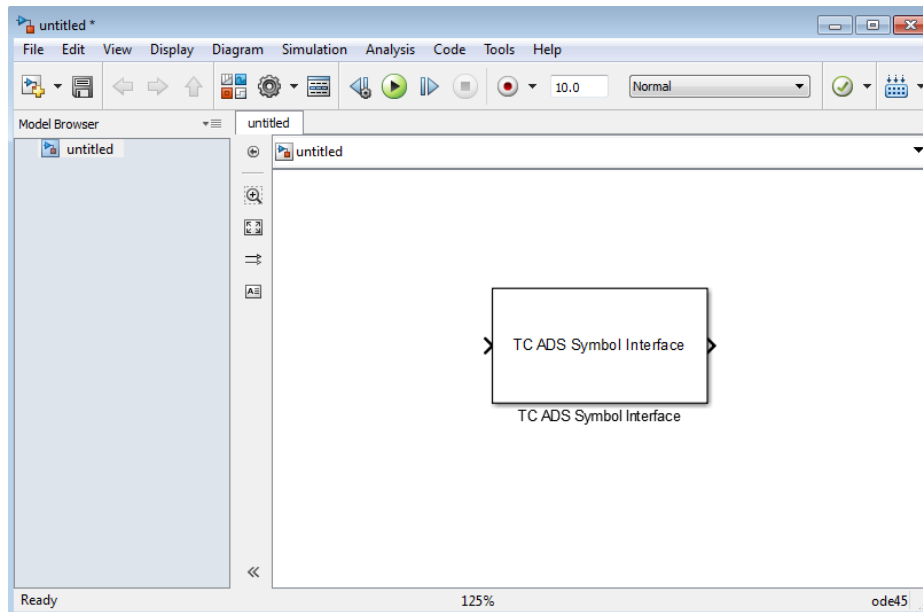 untitled *
File Edit View Display Diagram Simulation Analysis Code Tools Help
10.0 Normal
Model Browser untitled
untitled untitled
TC ADS Symbol Interface
TC ADS Symbol Interface
Ready 125% ode45